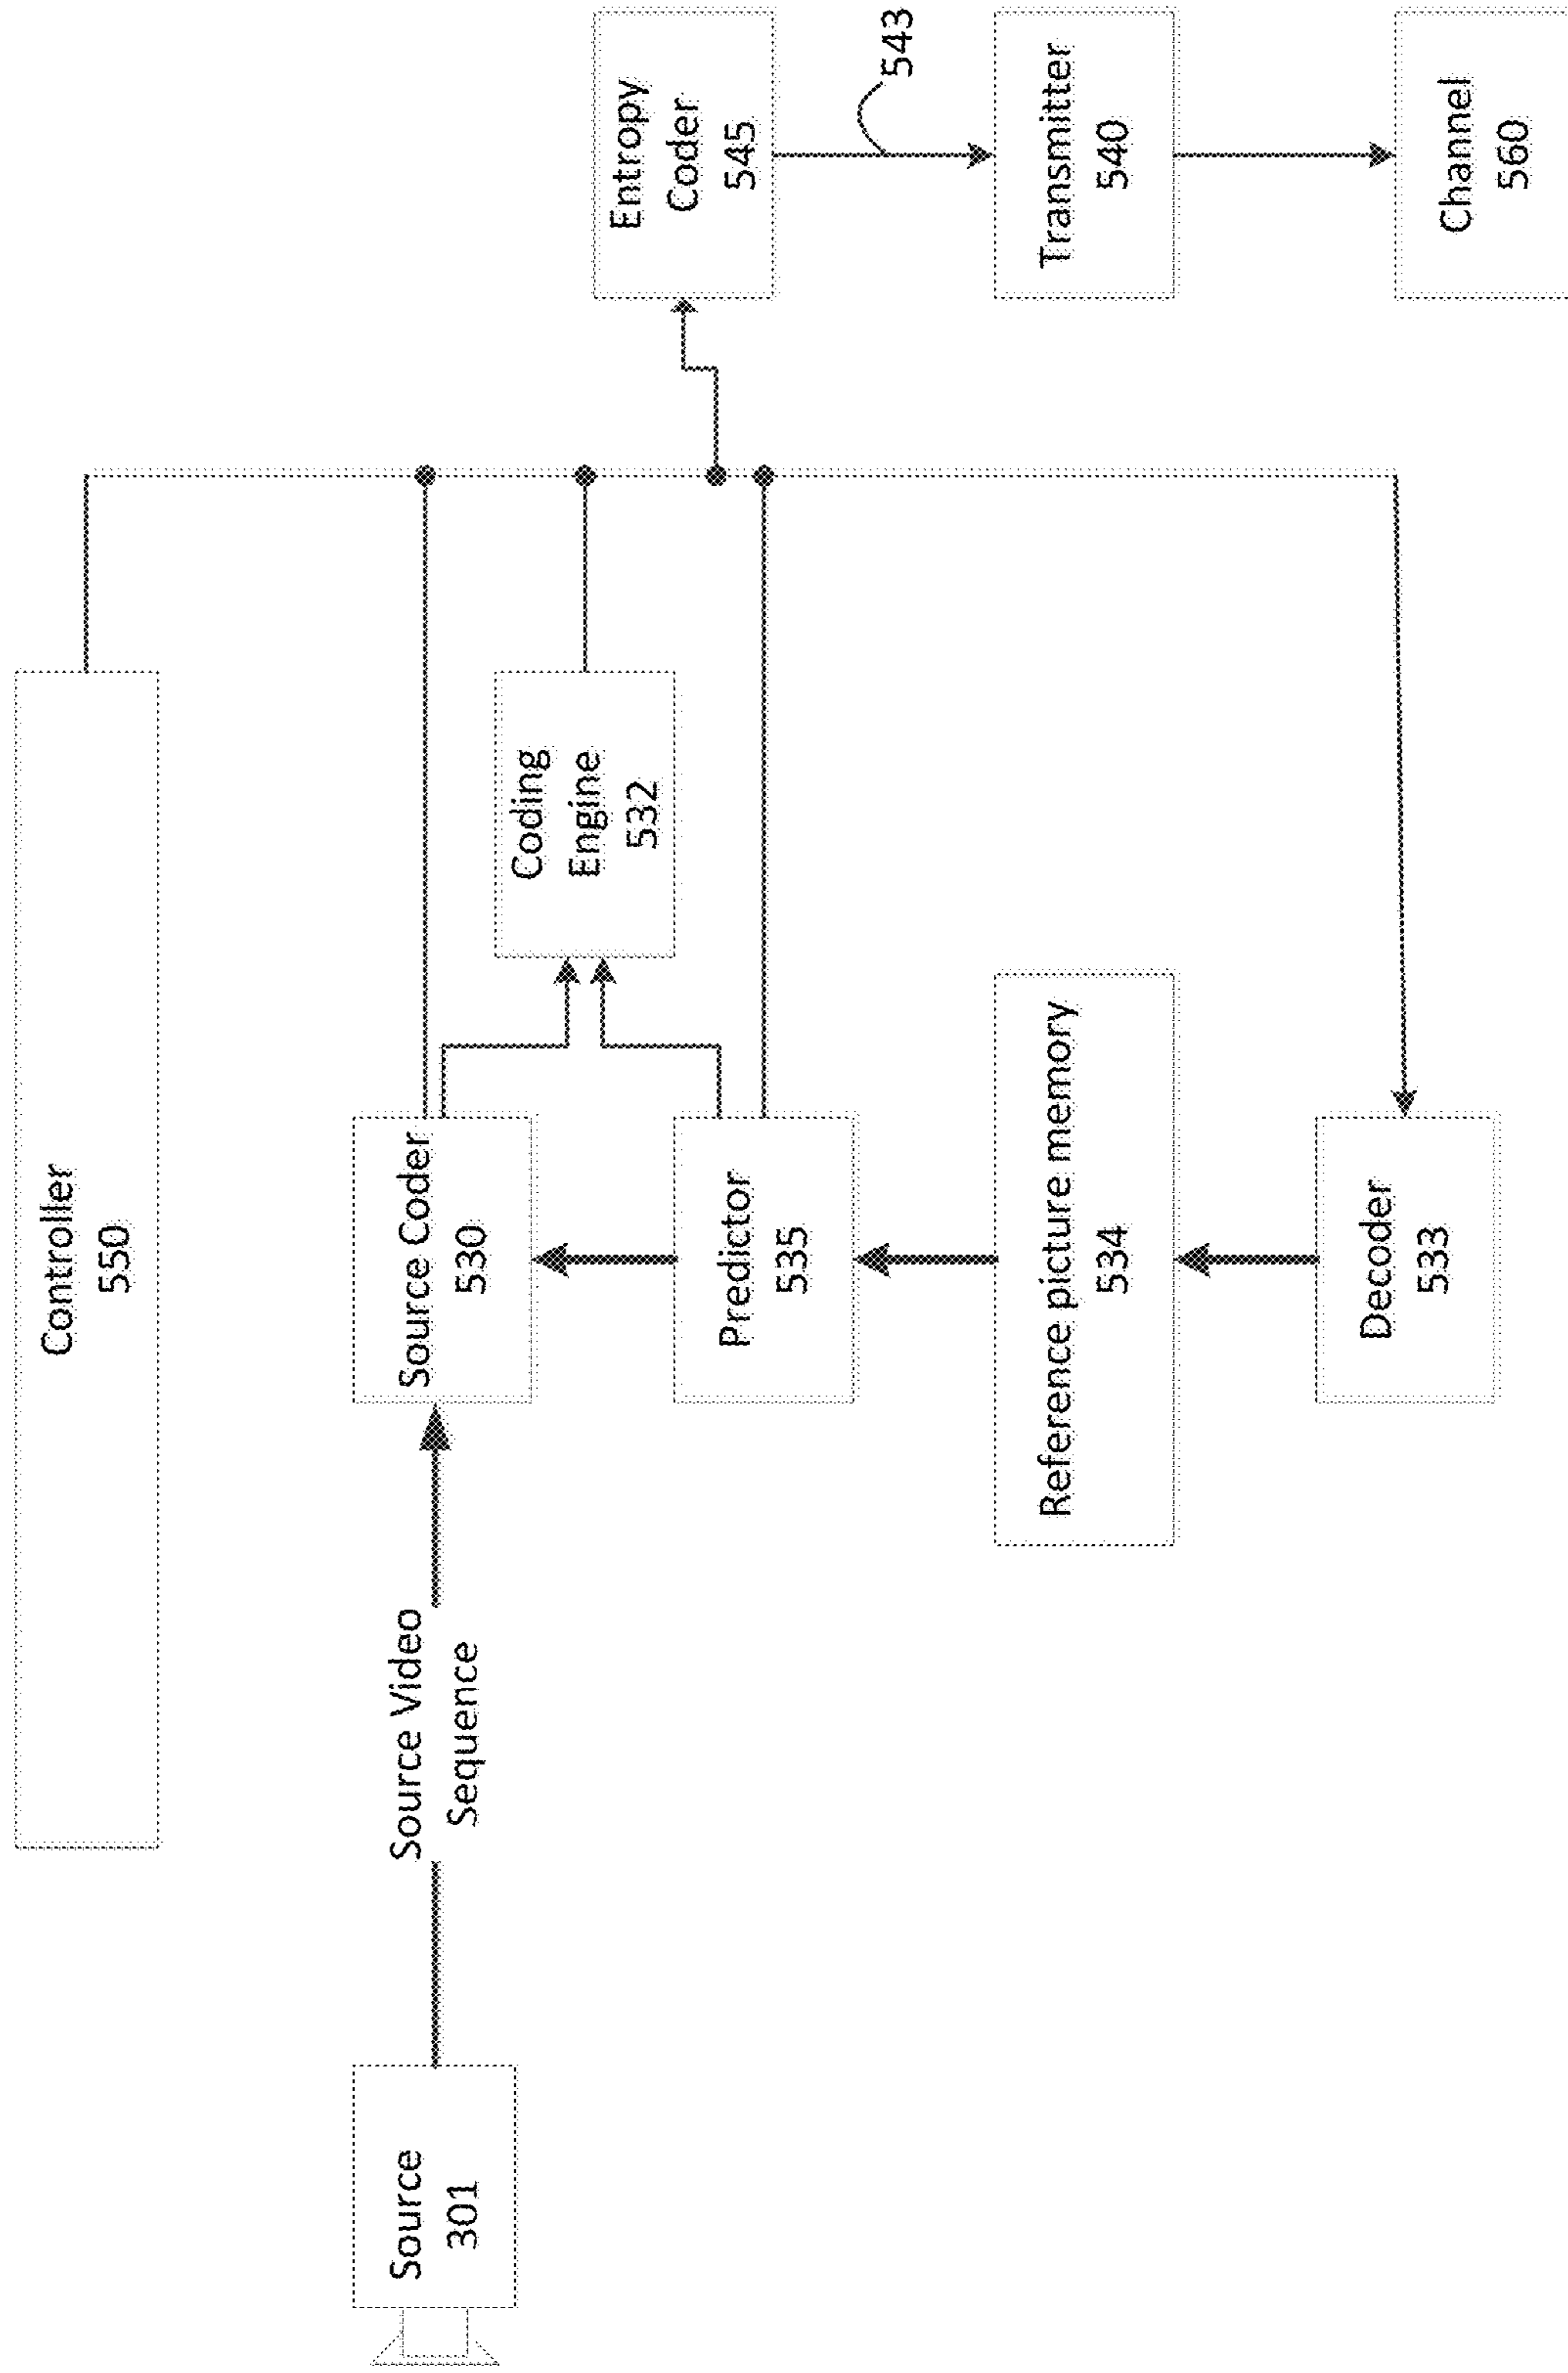 Controller
550
Source
301
Source Video
Sequence
Source Coder
530
Coding
Engine
532
Predictor
535
Reference picture memory
534
Decoder
533
Entropy
Coder
545
543
Transmitter
540
Channel
560